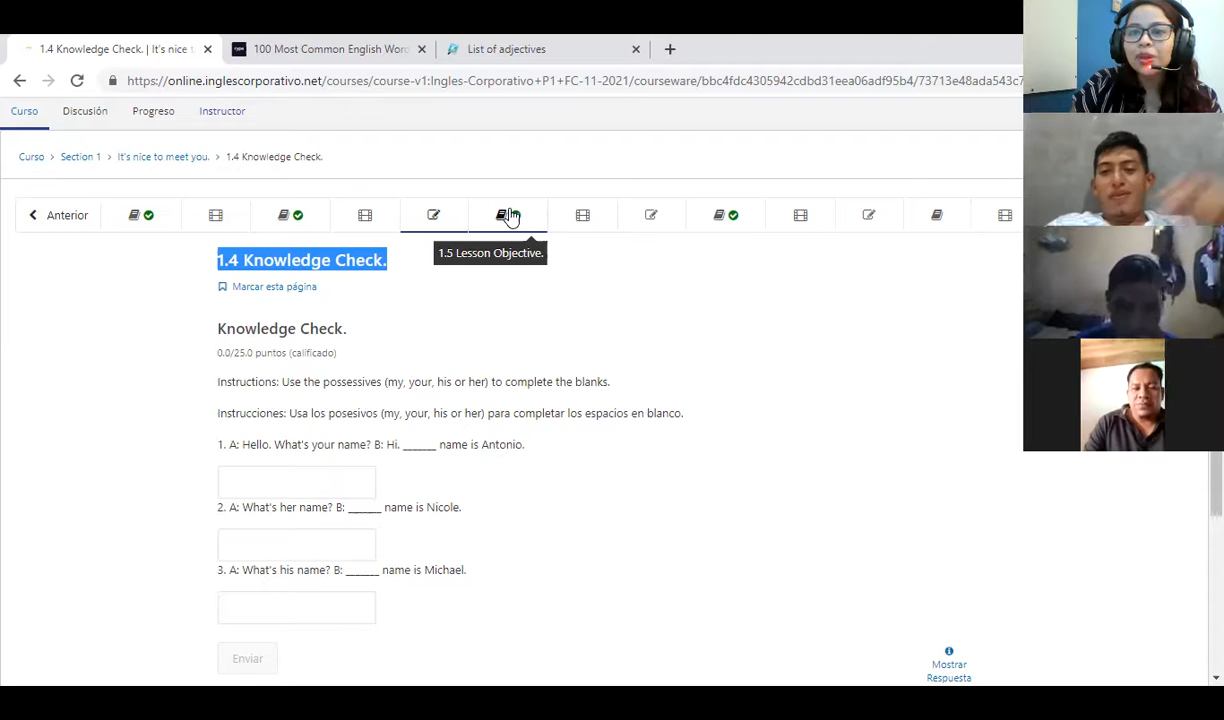 1.4 Knowledge Check. | It's nice t
100 Most Common English Wor
List of adjectives
https://online.inglescorporativo.net/courses/course-v1:Ingles-Corporativo+P1+FC-11-2021/courseware/bbc4fdc4305942cdbd31eea06adf95b4/73713e48ada543c7
Curso
Discusión
Progreso
Instructor
Curso > Section 1 > It's nice to meet you. > 1.4 Knowledge Check.
Anterior
1.4 Knowledge Check.
1.5 Lesson Objective.
Marcar esta página
Knowledge Check.
0.0/25.0 puntos (calificado)
Instructions: Use the possessives (my, your, his or her) to complete the blanks.
Instrucciones: Usa los posesivos (my, your, his or her) para completar los espacios en blanco.
1. A: Hello. What's your name? B: Hi. ______ name is Antonio.
2. A: What's her name? B: ______ name is Nicole.
3. A: What's his name? B: ______ name is Michael.
Enviar
Mostrar
Respuesta